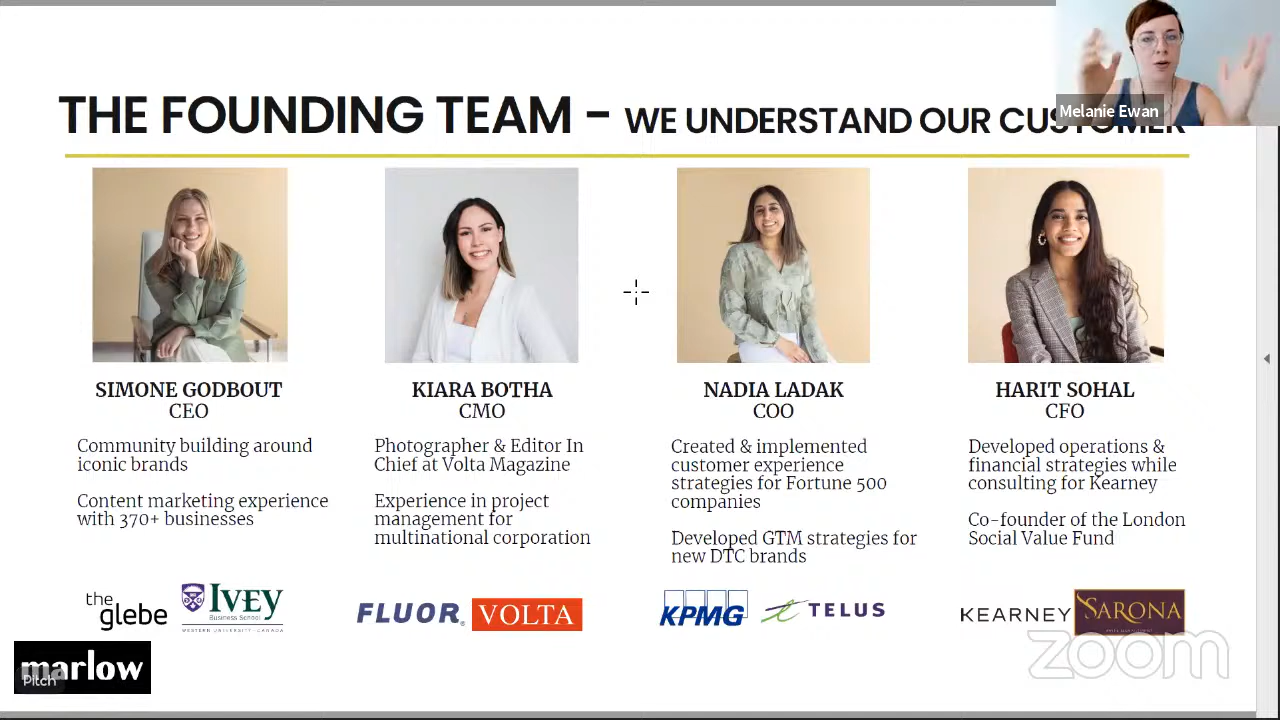 Melanie Ewan
THE FOUNDING TEAM - WE UNDERSTAND OUR CUSTOMER
SIMONE GODBOUT
CEO
Community building around
iconic brands
Content marketing experience
with 370+ businesses
the
glebe
IVEY
Business School
WESTERN UNIVERSITY · CANADA
KIARA BOTHA
CMO
Photographer & Editor In
Chief at Volta Magazine
Experience in project
management for
multinational corporation
FLUOR®
VOLTA
NADIA LADAK
COO
Created & implemented
customer experience
strategies for Fortune 500
companies
Developed GTM strategies for
new DTC brands
KPMG
TELUS
HARIT SOHAL
CFO
Developed operations &
financial strategies while
consulting for Kearney
Co-founder of the London
Social Value Fund
KEARNEY
SARONA
marlow
Pitch
zoom